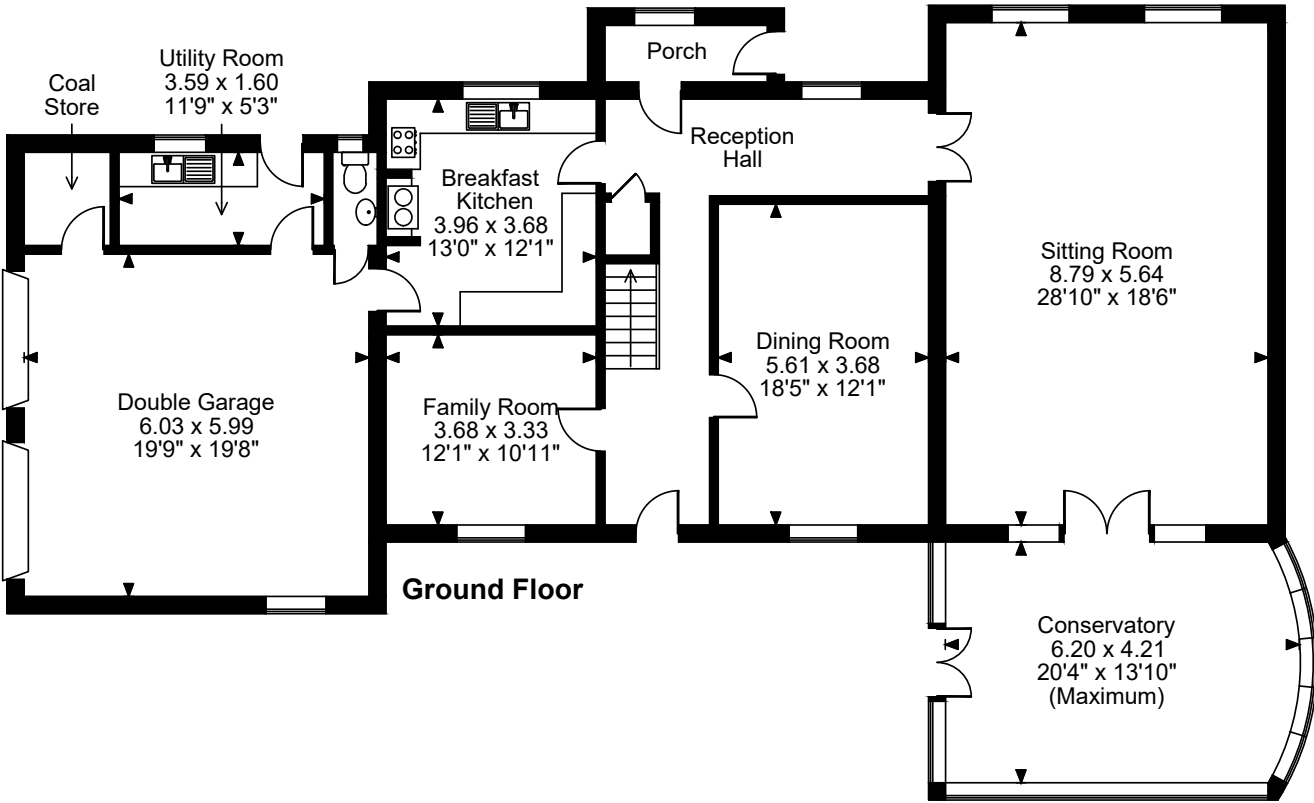 Porch
Utility Room
3.59 x 1.60
11'9" x 5'3"
Coal
Store
Reception
Hall
Breakfast
Kitchen
3.96 x 3.68
13'0" x 12'1"
Sitting Room
8.79 x 5.64
28'10" x 18'6"
Dining Room
5.61 x 3.68
18'5" x 12'1"
Double Garage
6.03 x 5.99
19'9" x 19'8"
Family Room
3.68 x 3.33
12'1" x 10'11"
Ground Floor
Conservatory
6.20 x 4.21
20'4" x 13'10"
(Maximum)